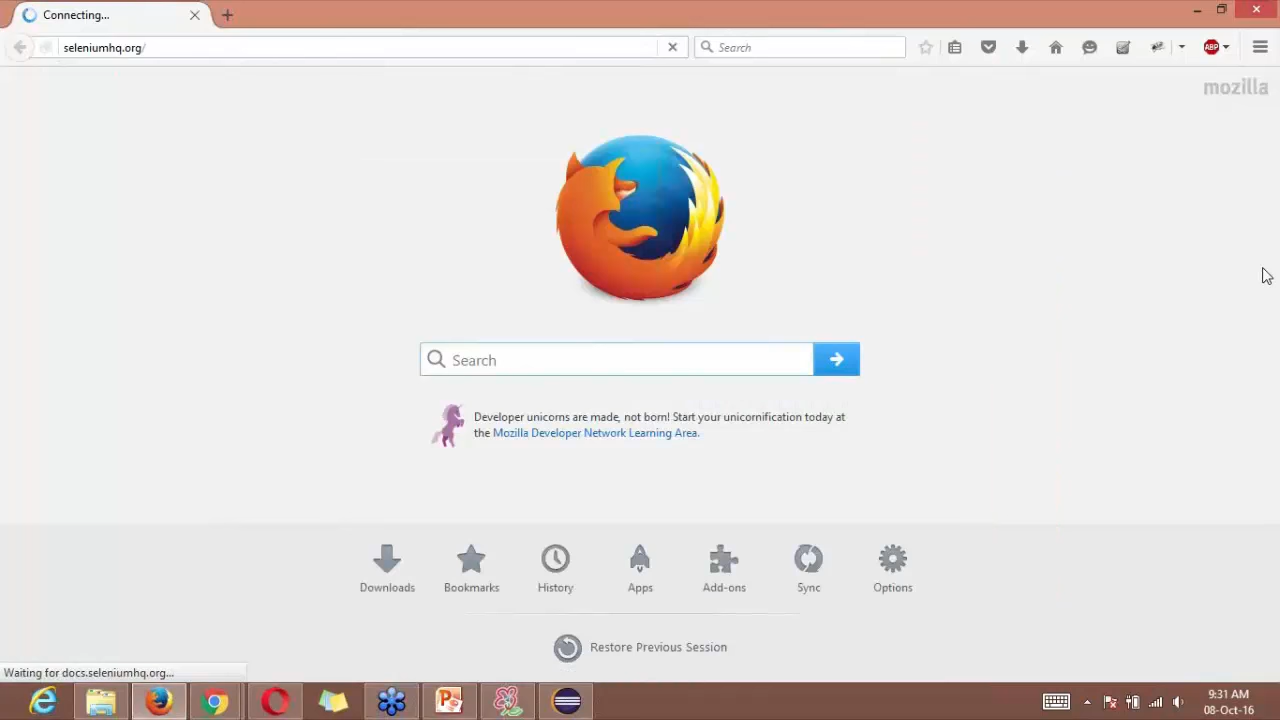 Connecting...
seleniumhq.org/
Search
ABP
mozilla
Search
Developer unicorns are made, not born! Start your unicornification today at
the Mozilla Developer Network Learning Area.
Downloads
Bookmarks
History
Apps
Add-ons
Sync
Options
Restore Previous Session
Waiting for docs.seleniumhq.org...
9:31 AM
08-Oct-16